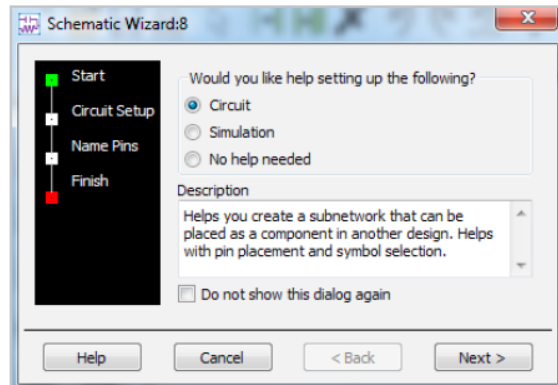 Schematic Wizard:8
Start
Circuit Setup
Name Pins
Finish
Would you like help setting up the following?
Circuit
Simulation
No help needed
Description
Helps you create a subnetwork that can be
placed as a component in another design. Helps
with pin placement and symbol selection.
Do not show this dialog again
Help
Cancel
< Back
Next >